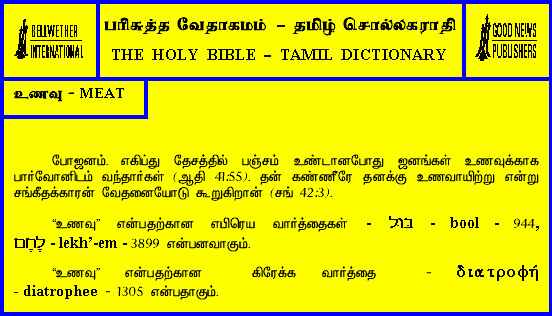 BELLWETHER
INTERNATIONAL
பரிசுத்த வேதாகமம் – தமிழ் சொல்லகராதி
THE HOLY BIBLE – TAMIL DICTIONARY
GOOD NEWS
PUBLISHERS
உணவு - MEAT
போஜனம். எகிப்து தேசத்தில் பஞ்சம் உண்டானபோது ஜனங்கள் உணவுக்காக
பார்வோனிடம் வந்தார்கள் (ஆதி 41:55). தன் கண்ணீரே தனக்கு உணவாயிற்று என்று
சங்கீதக்காரன் வேதனையோடு கூறுகிறான் (சங் 42:3).
“உணவு” என்பதற்கான எபிரெய வார்த்தைகள் - בוּל - bool - 944,
לֶחֶם - lekh’-em - 3899 என்பனவாகும்.
“உணவு” என்பதற்கான கிரேக்க வார்த்தை - διατροφή
- diatrophee - 1305 என்பதாகும்.